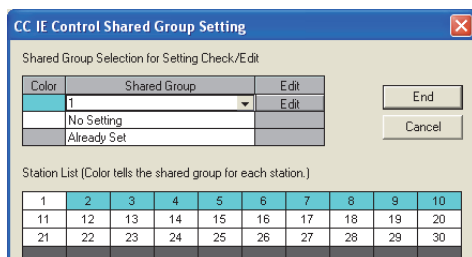 CC IE Control Shared Group Setting
Shared Group Selection for Setting Check/Edit
Color Shared Group Edit
1 Edit
No Setting
Already Set
End
Cancel
Station List (Color tells the shared group for each station.)
1 2 3 4 5 6 7 8 9 10
11 12 13 14 15 16 17 18 19 20
21 22 23 24 25 26 27 28 29 30